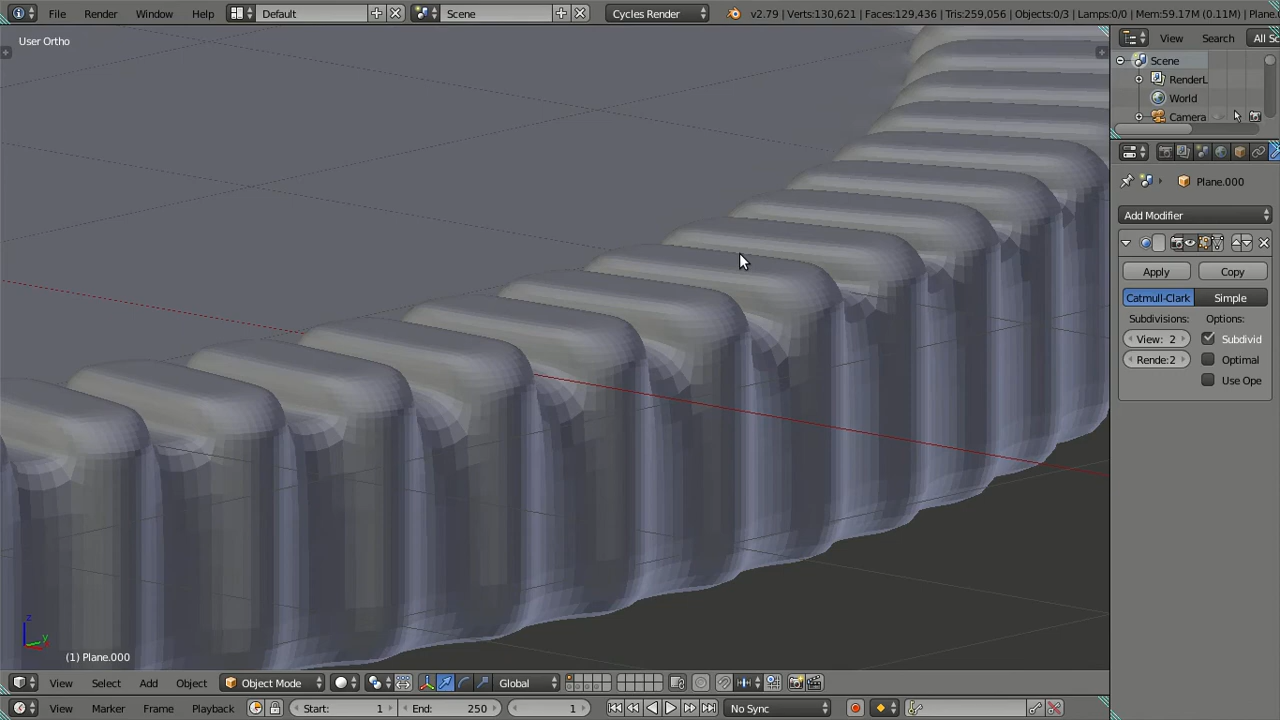 File Render Window Help Default Scene Cycles Render v2.79 | Verts:130,621 | Faces:129,436 | Tris:259,056 | Objects:0/3 | Lamps:0/0 | Mem:59.17M (0.11M) | Plane
User Ortho
View Search All Sc
Scene
RenderL
World
Camera
Plane.000
Add Modifier
Apply Copy
Catmull-Clark Simple
Subdivisions: Options:
View: 2 Subdivid
Rende:2 Optimal
Use Ope
z
y
(1) Plane.000
View Select Add Object Object Mode Global
View Marker Frame Playback Start: 1 End: 250 1 No Sync